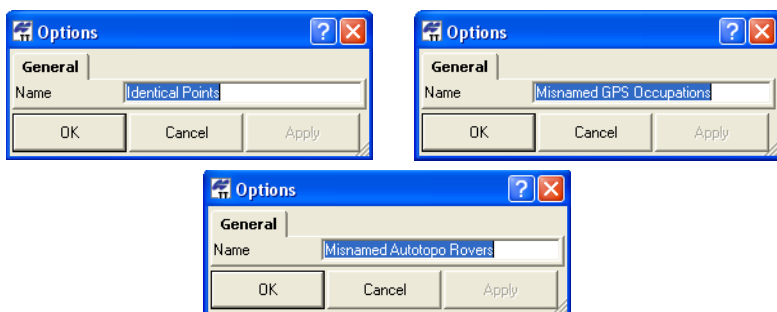 Options
General
Name Identical Points
OK Cancel Apply
Options
General
Name Misnamed GPS Occupations
OK Cancel Apply
Options
General
Name Misnamed Autotopo Rovers
OK Cancel Apply